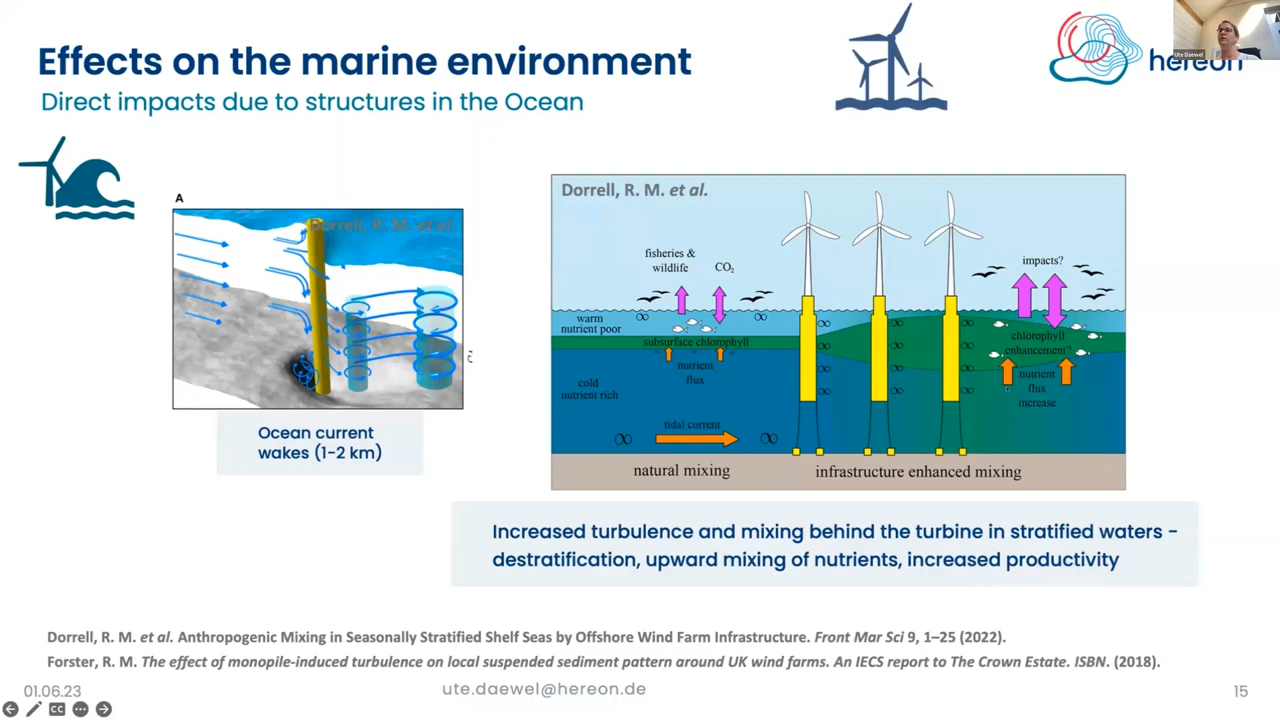 Effects on the marine environment
Direct impacts due to structures in the Ocean
hereon
Ute Daewel
A
Dorrell, R. M. et al.
Ocean current
wakes (1-2 km)
Dorrell, R. M. et al.
fisheries &
wildlife
CO2
impacts?
warm
nutrient poor
subsurface chlorophyll
nutrient
flux
cold
nutrient rich
tidal current
chlorophyll
enhancement?
nutrient
flux
increase
natural mixing
infrastructure enhanced mixing
Increased turbulence and mixing behind the turbine in stratified waters -
destratification, upward mixing of nutrients, increased productivity
Dorrell, R. M. et al. Anthropogenic Mixing in Seasonally Stratified Shelf Seas by Offshore Wind Farm Infrastructure. Front Mar Sci 9, 1–25 (2022).
Forster, R. M. The effect of monopile-induced turbulence on local suspended sediment pattern around UK wind farms. An IECS report to The Crown Estate. ISBN. (2018).
01.06.23
ute.daewel@hereon.de
15
CC